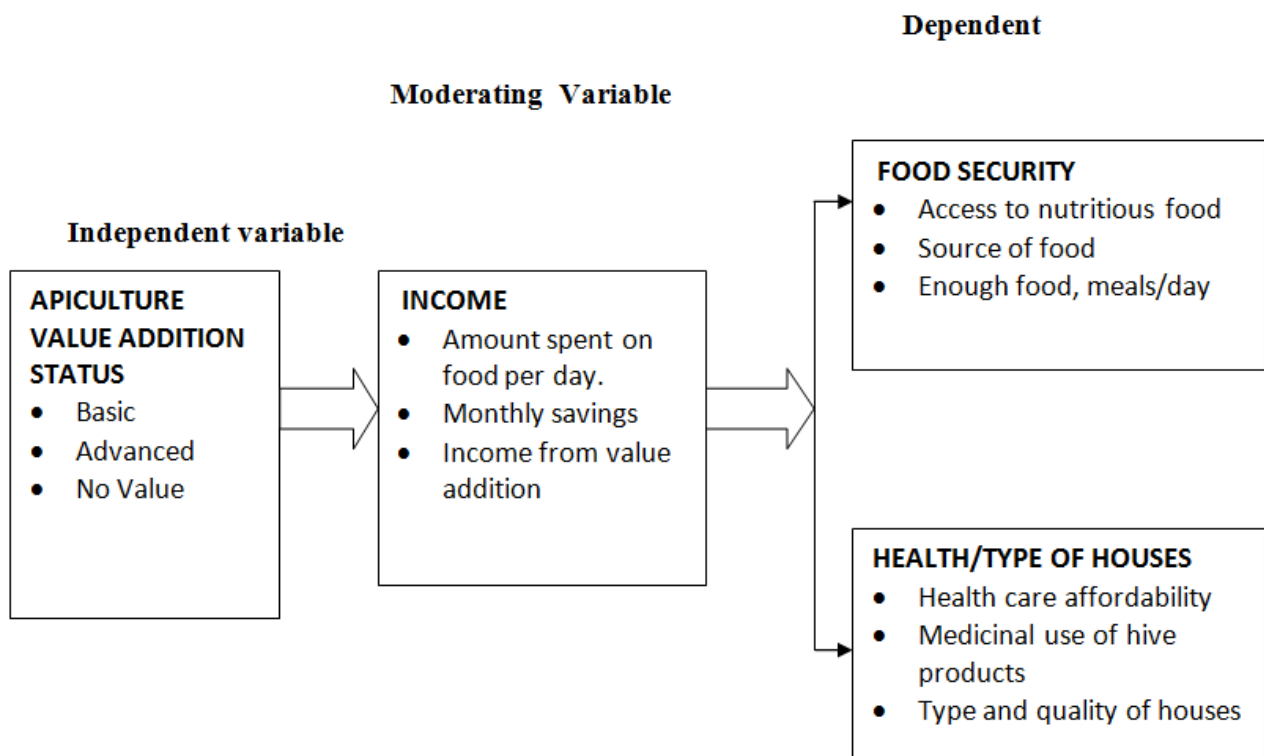 Dependent
Moderating Variable
Independent variable
APICULTURE
VALUE ADDITION
STATUS
● Basic
● Advanced
● No Value
INCOME
● Amount spent on
food per day.
● Monthly savings
● Income from value
addition
FOOD SECURITY
● Access to nutritious food
● Source of food
● Enough food, meals/day
HEALTH/TYPE OF HOUSES
● Health care affordability
● Medicinal use of hive
products
● Type and quality of houses